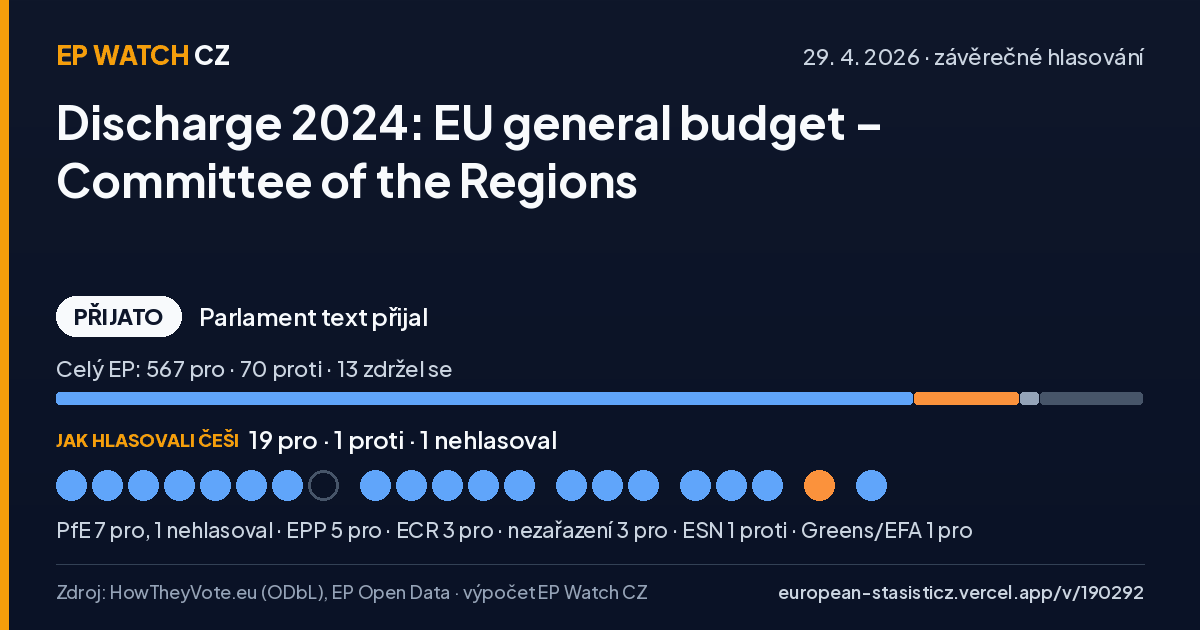 EP WATCH CZ
29. 4. 2026 · závěrečné hlasování
Discharge 2024: EU general budget –
Committee of the Regions
PŘIJATO Parlament text přijal
Celý EP: 567 pro · 70 proti · 13 zdržel se
JAK HLASOVALI ČEŠI 19 pro · 1 proti · 1 nehlasoval
PfE 7 pro, 1 nehlasoval · EPP 5 pro · ECR 3 pro · nezařazení 3 pro · ESN 1 proti · Greens/EFA 1 pro
Zdroj: HowTheyVote.eu (ODbL), EP Open Data · výpočet EP Watch CZ
european-stasisticz.vercel.app/v/190292